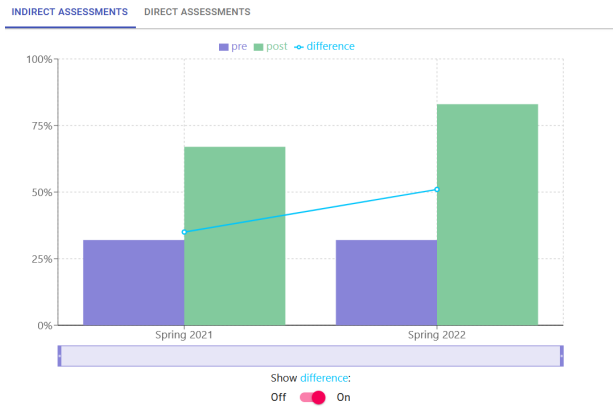 INDIRECT ASSESSMENTS DIRECT ASSESSMENTS
pre post difference
100%
75%
50%
25%
0%
Spring 2021 Spring 2022
Show difference:
Off On